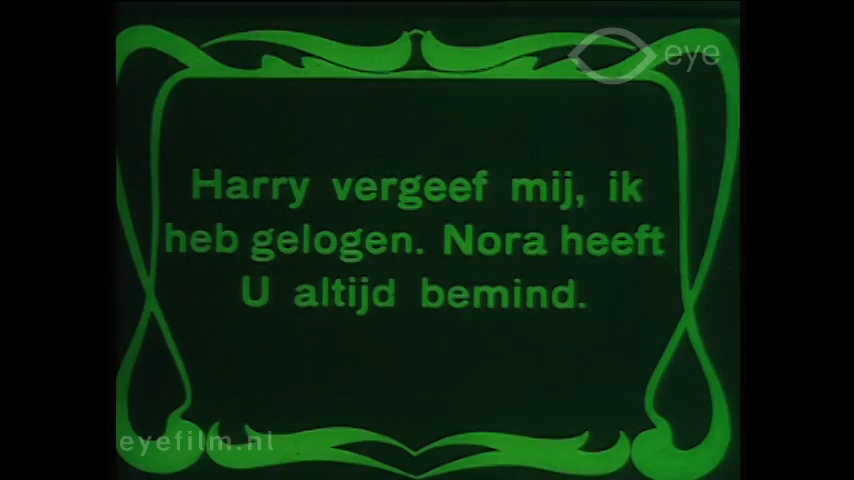 eye
Harry vergeef mij, ik
heb gelogen. Nora heeft
U altijd bemind.
eyefilm.nl